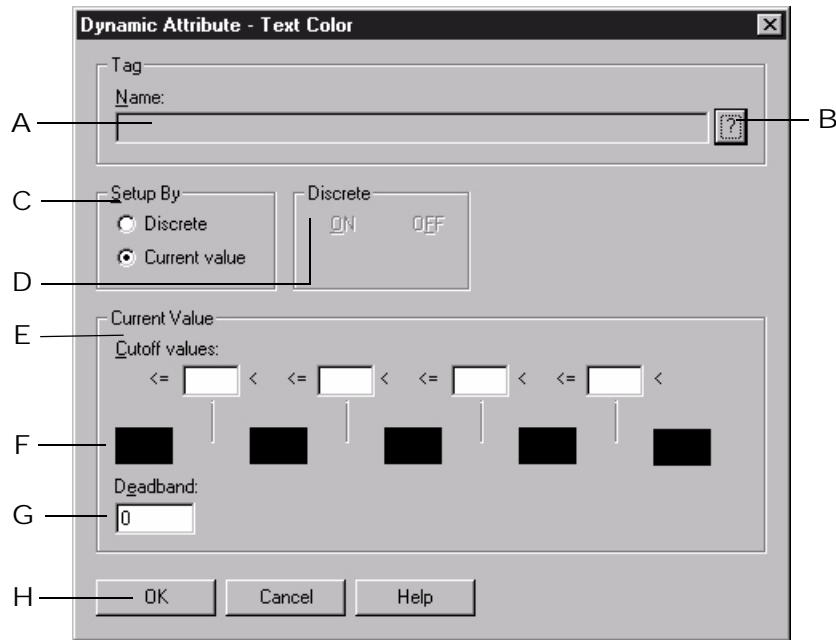 Dynamic Attribute - Text Color
Tag
Name:
A
?
B
C
Setup By
Discrete
Discrete
ON OFF
Current value
D
Current Value
E
Cutoff values:
<= < <= < <= < <= <
F
Deadband:
G
0
H
OK Cancel Help